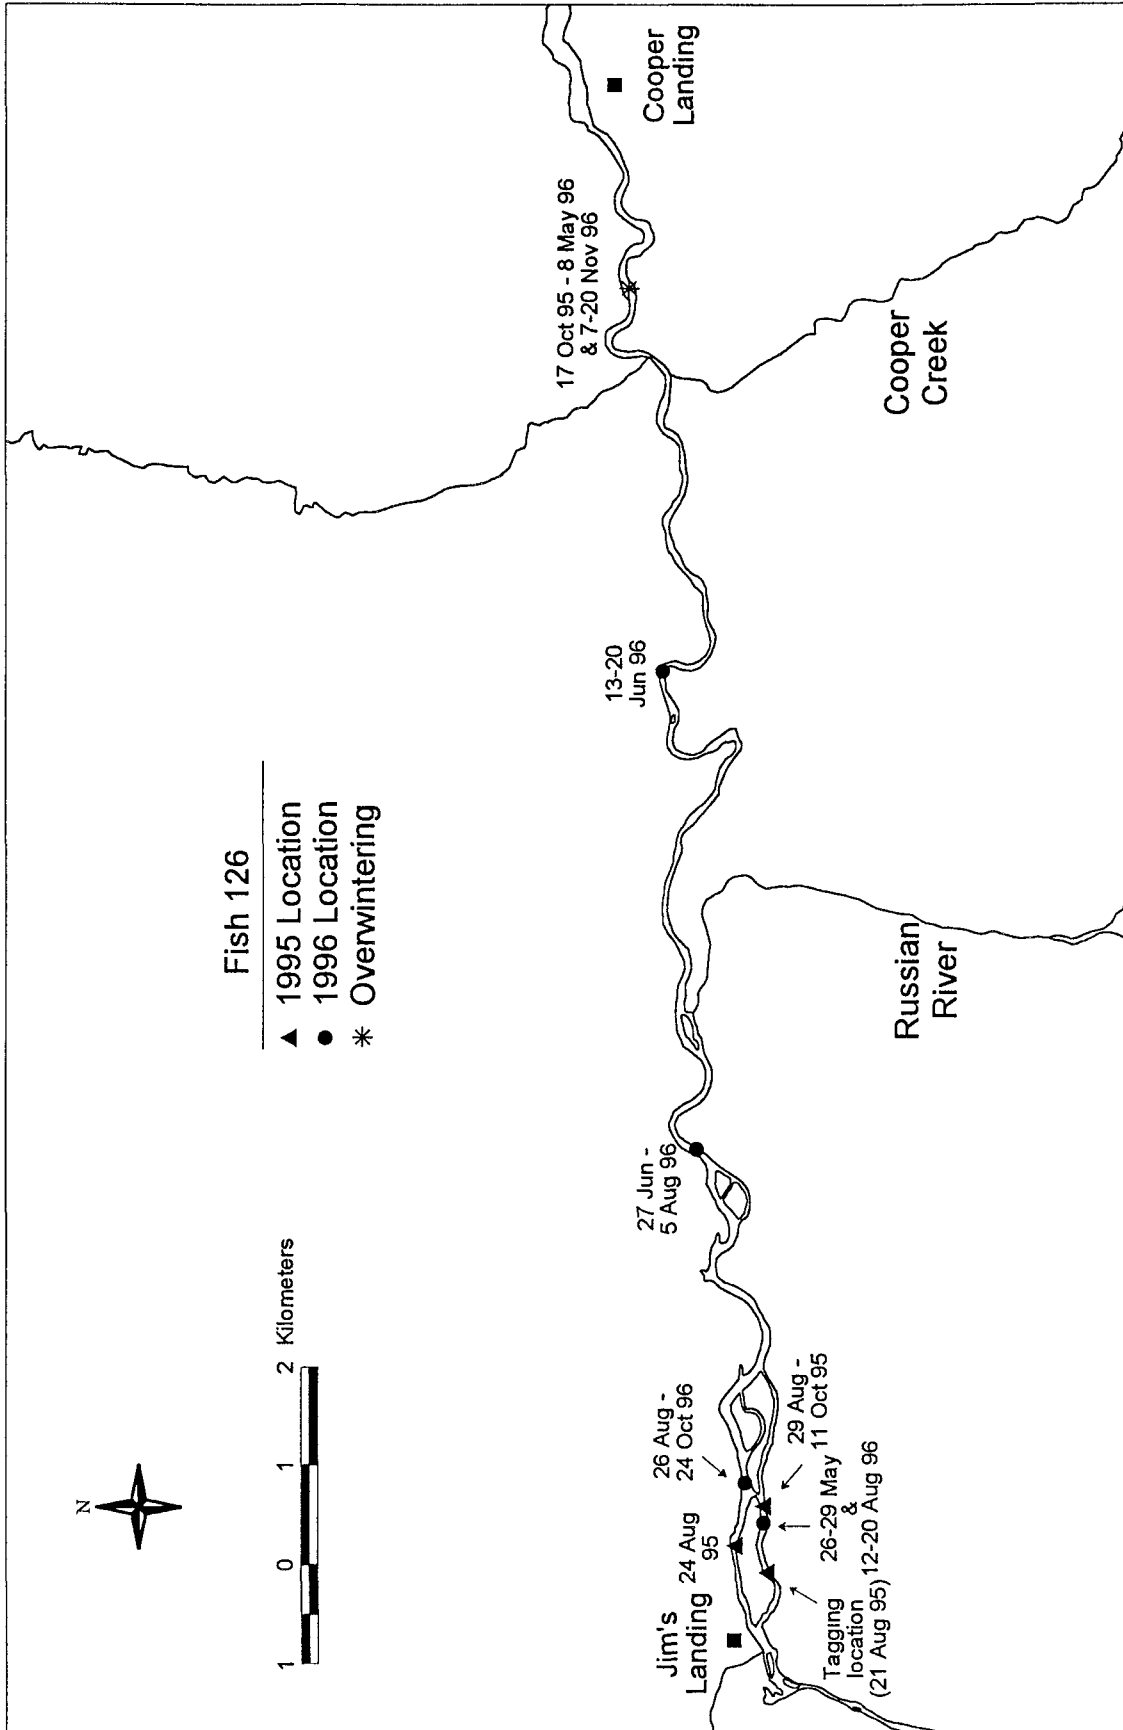 N
1 0 1 2 Kilometers
Fish 126
1995 Location
1996 Location
Overwintering
Cooper
Landing
17 Oct 95 - 8 May 96
& 7-20 Nov 96
Cooper
Creek
13-20
Jun 96
Russian
River
27 Jun -
5 Aug 96
26 Aug -
24 Oct 96
29 Aug -
11 Oct 95
24 Aug
95
26-29 May
&
12-20 Aug 96
Jim's
Landing
Tagging
location
(21 Aug 95)